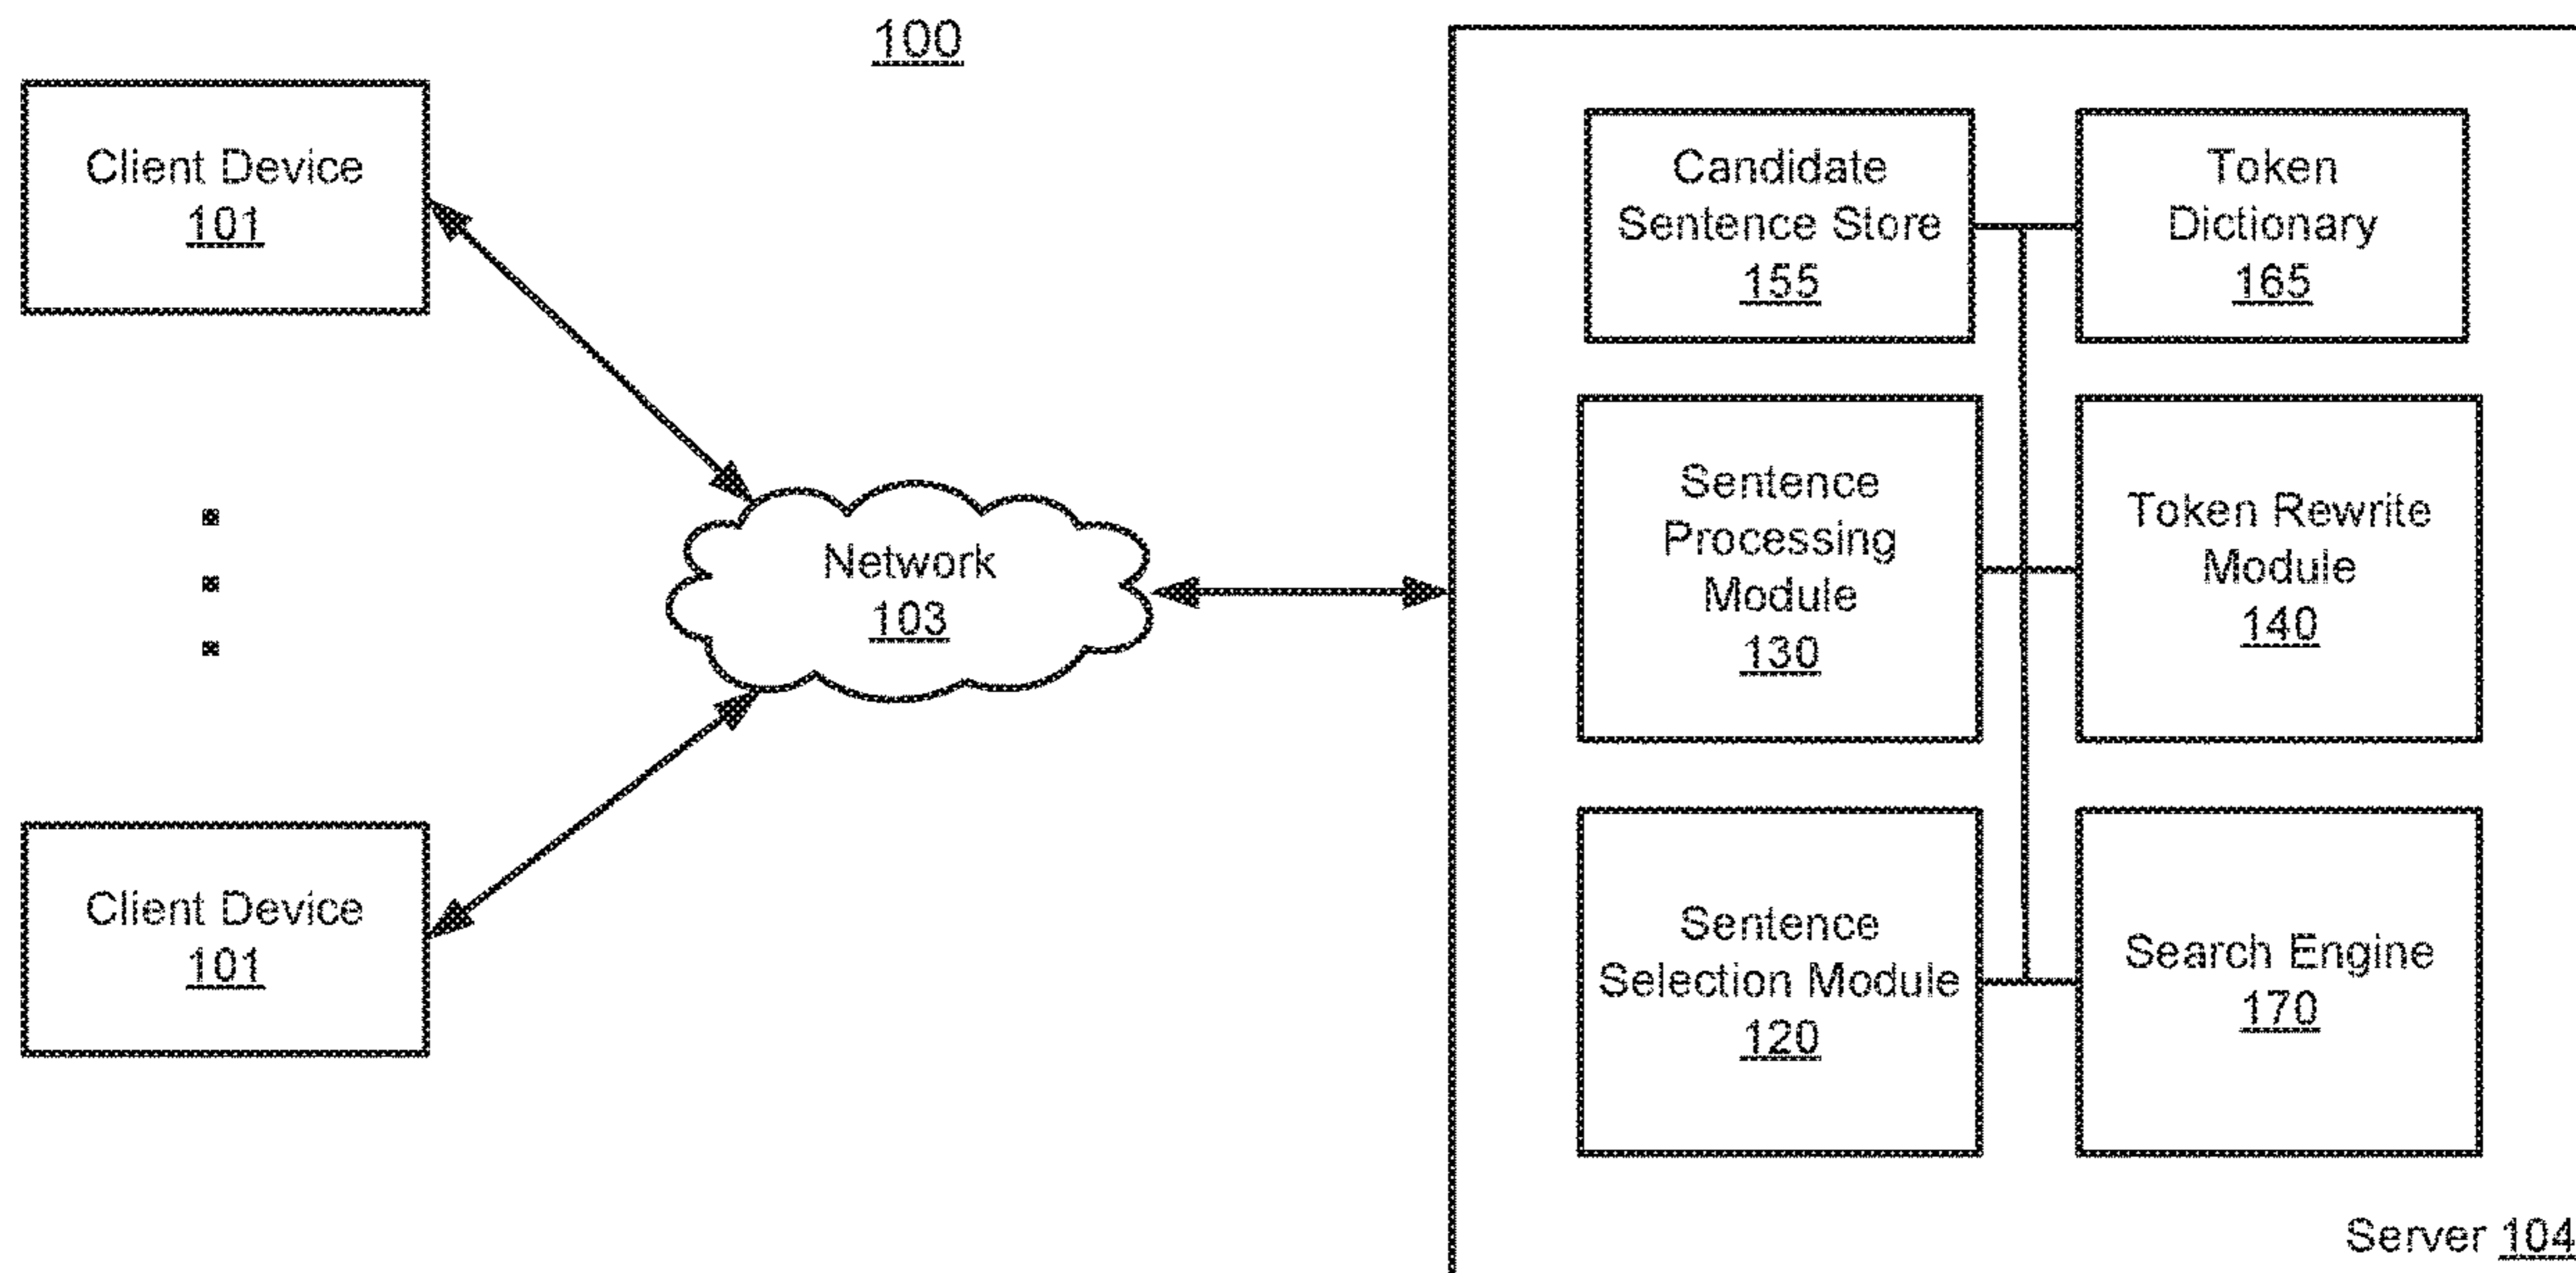 100
Client Device
101
Client Device
101
Network
103
Candidate
Sentence Store
155
Token
Dictionary
165
Sentence
Processing
Module
130
Token Rewrite
Module
140
Sentence
Selection Module
120
Search Engine
170
Server 104